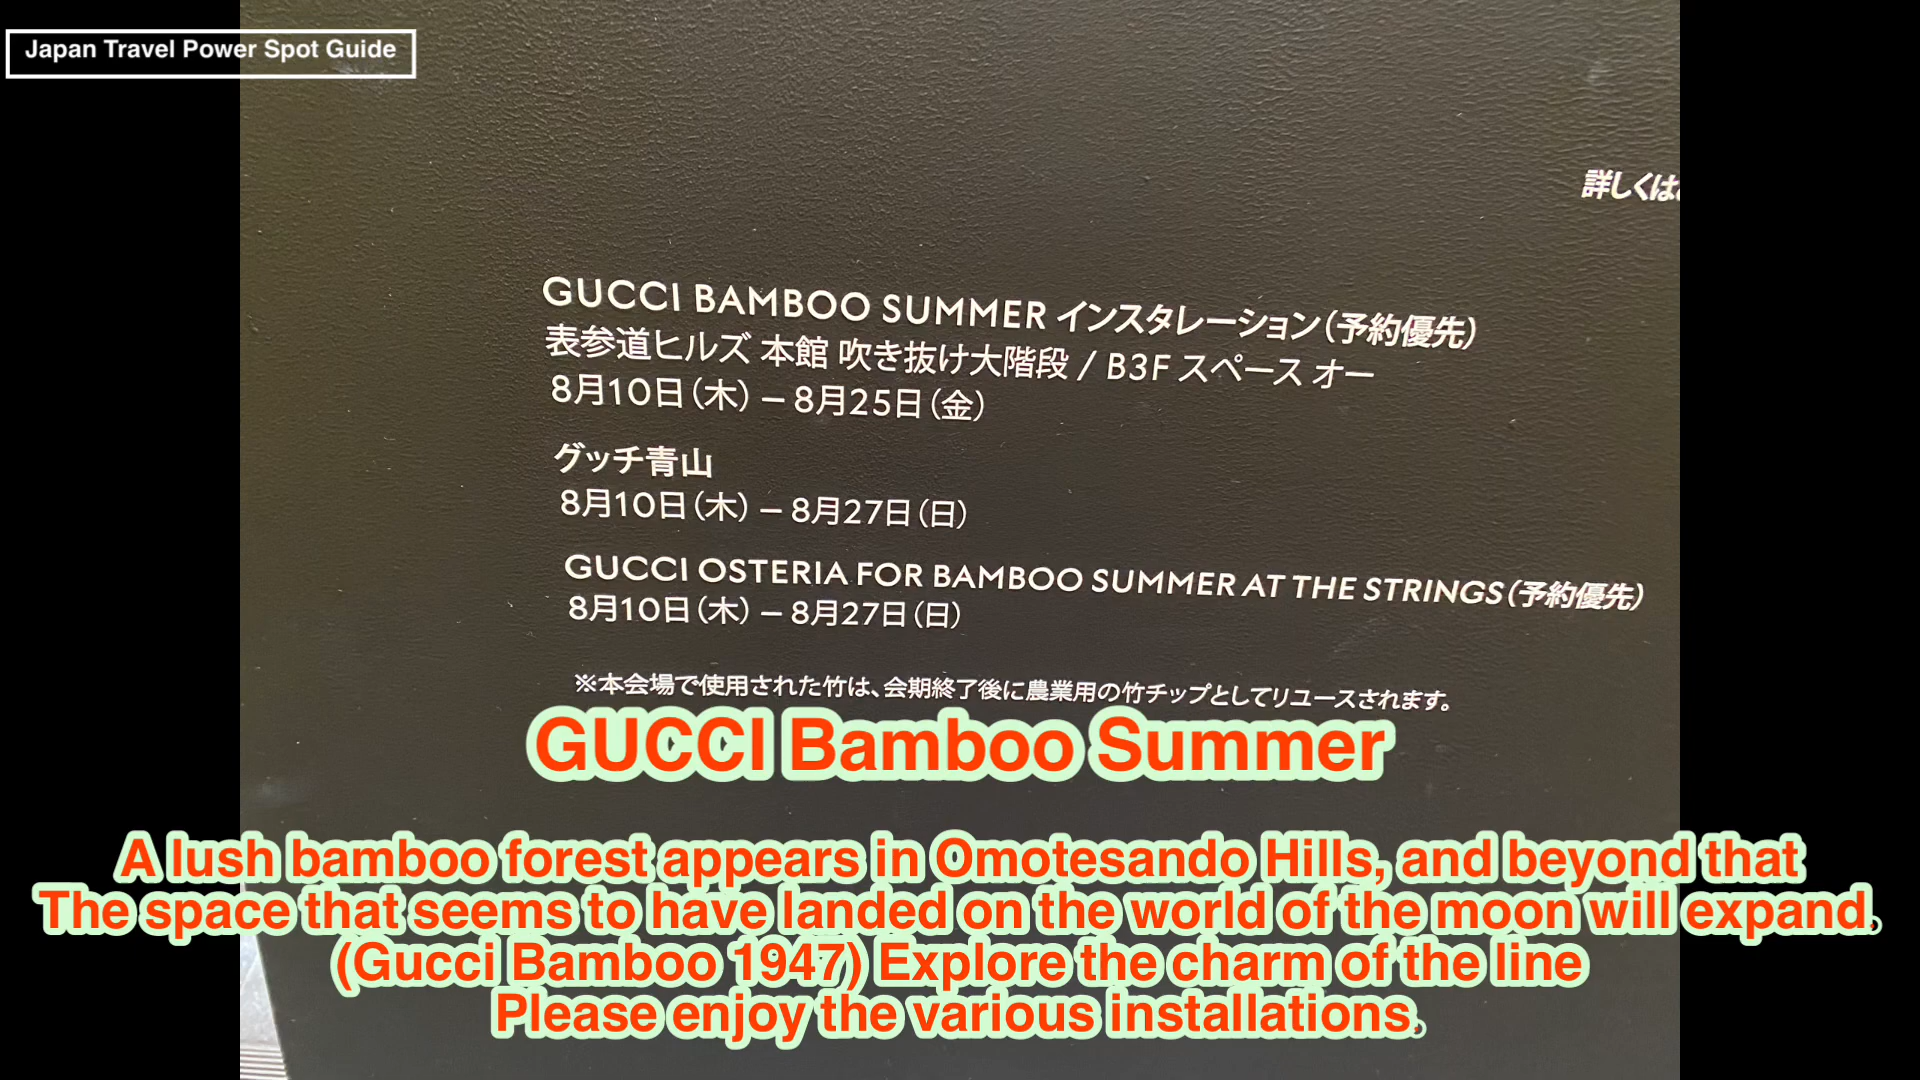 Japan Travel Power Spot Guide
詳しくは
GUCCI BAMBOO SUMMER インスタレーション(予約優先)
表参道ヒルズ 本館 吹き抜け大階段 / B3F スペース オー
8月10日(木) – 8月25日(金)
グッチ青山
8月10日(木) – 8月27日(日)
GUCCI OSTERIA FOR BAMBOO SUMMER AT THE STRINGS(予約優先)
8月10日(木) – 8月27日(日)
※本会場で使用された竹は、会期終了後に農業用の竹チップとしてリユースされます。
GUCCI Bamboo Summer
A lush bamboo forest appears in Omotesando Hills, and beyond that
The space that seems to have landed on the world of the moon will expand.
(Gucci Bamboo 1947) Explore the charm of the line
Please enjoy the various installations.